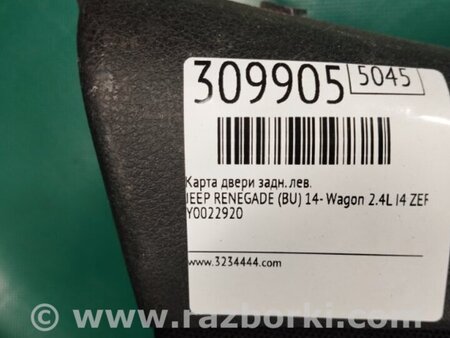 309905 5045
Карта двери задн. лев.
JEEP RENEGADE (BU) 14- Wagon 2.4L I4 ZEF
Y0022920
www.3234444.com
www.razborki.com